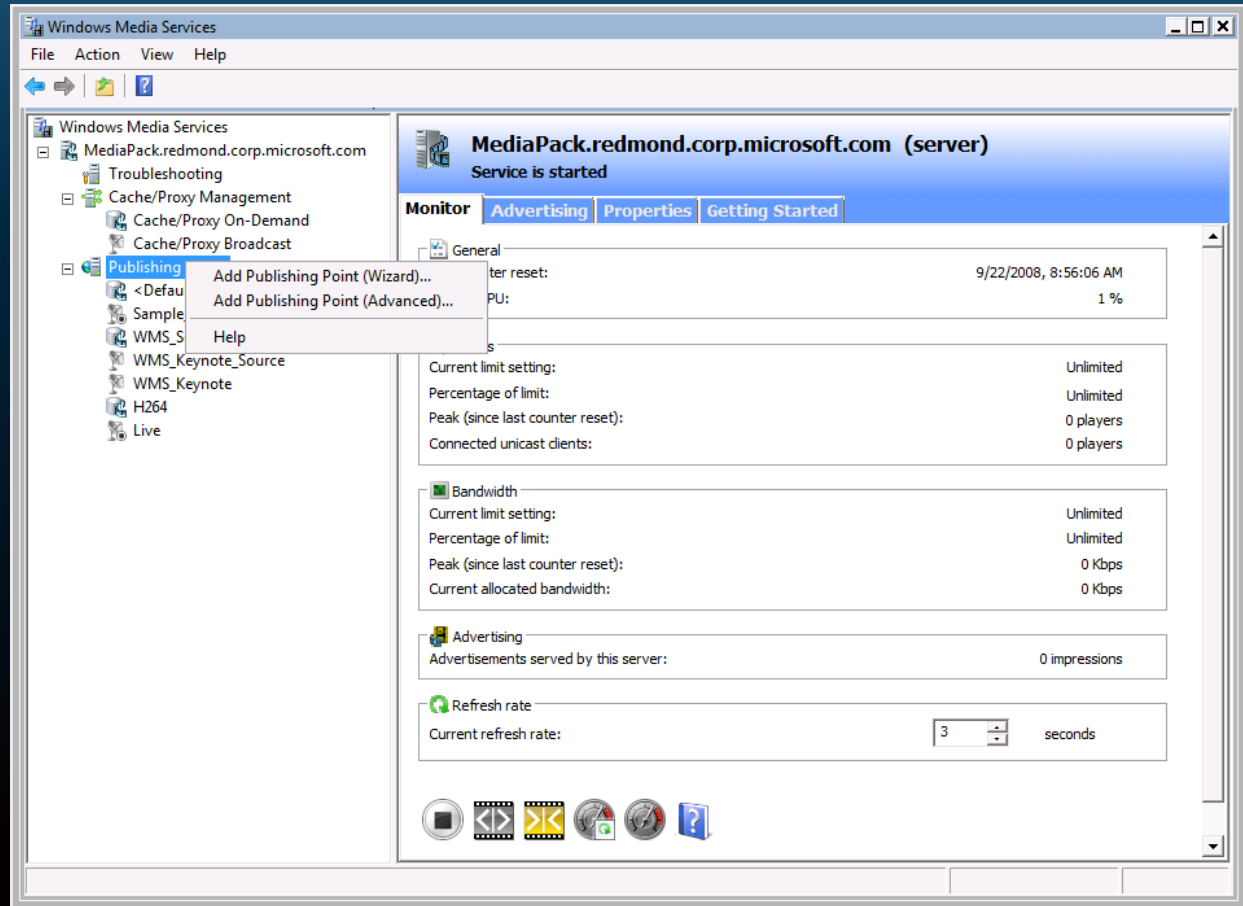 Windows Media Services
File Action View Help
Windows Media Services
MediaPack.redmond.corp.microsoft.com
Troubleshooting
Cache/Proxy Management
Cache/Proxy On-Demand
Cache/Proxy Broadcast
Publishing
<Defau
Sample_
WMS_S
WMS_Keynote_Source
WMS_Keynote
H264
Live
Add Publishing Point (Wizard)...
Add Publishing Point (Advanced)...
Help
MediaPack.redmond.corp.microsoft.com (server)
Service is started
Monitor Advertising Properties Getting Started
General
ter reset: 9/22/2008, 8:56:06 AM
PU: 1 %
s
Current limit setting: Unlimited
Percentage of limit: Unlimited
Peak (since last counter reset): 0 players
Connected unicast clients: 0 players
Bandwidth
Current limit setting: Unlimited
Percentage of limit: Unlimited
Peak (since last counter reset): 0 Kbps
Current allocated bandwidth: 0 Kbps
Advertising
Advertisements served by this server: 0 impressions
Refresh rate
Current refresh rate: 3 seconds